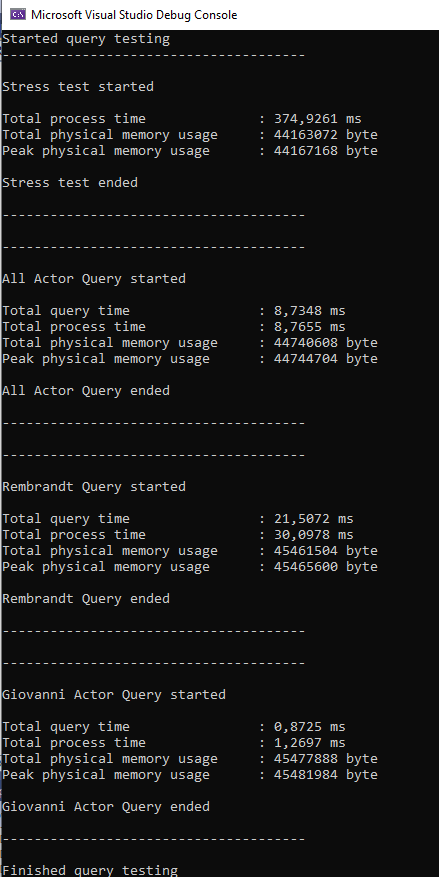 Microsoft Visual Studio Debug Console
Started query testing
--------------------------------------
Stress test started
Total process time : 374,9261 ms
Total physical memory usage : 44163072 byte
Peak physical memory usage : 44167168 byte
Stress test ended
--------------------------------------
--------------------------------------
All Actor Query started
Total query time : 8,7348 ms
Total process time : 8,7655 ms
Total physical memory usage : 44740608 byte
Peak physical memory usage : 44744704 byte
All Actor Query ended
--------------------------------------
--------------------------------------
Rembrandt Query started
Total query time : 21,5072 ms
Total process time : 30,0978 ms
Total physical memory usage : 45461504 byte
Peak physical memory usage : 45465600 byte
Rembrandt Query ended
--------------------------------------
--------------------------------------
Giovanni Actor Query started
Total query time : 0,8725 ms
Total process time : 1,2697 ms
Total physical memory usage : 45477888 byte
Peak physical memory usage : 45481984 byte
Giovanni Actor Query ended
--------------------------------------
Finished query testing